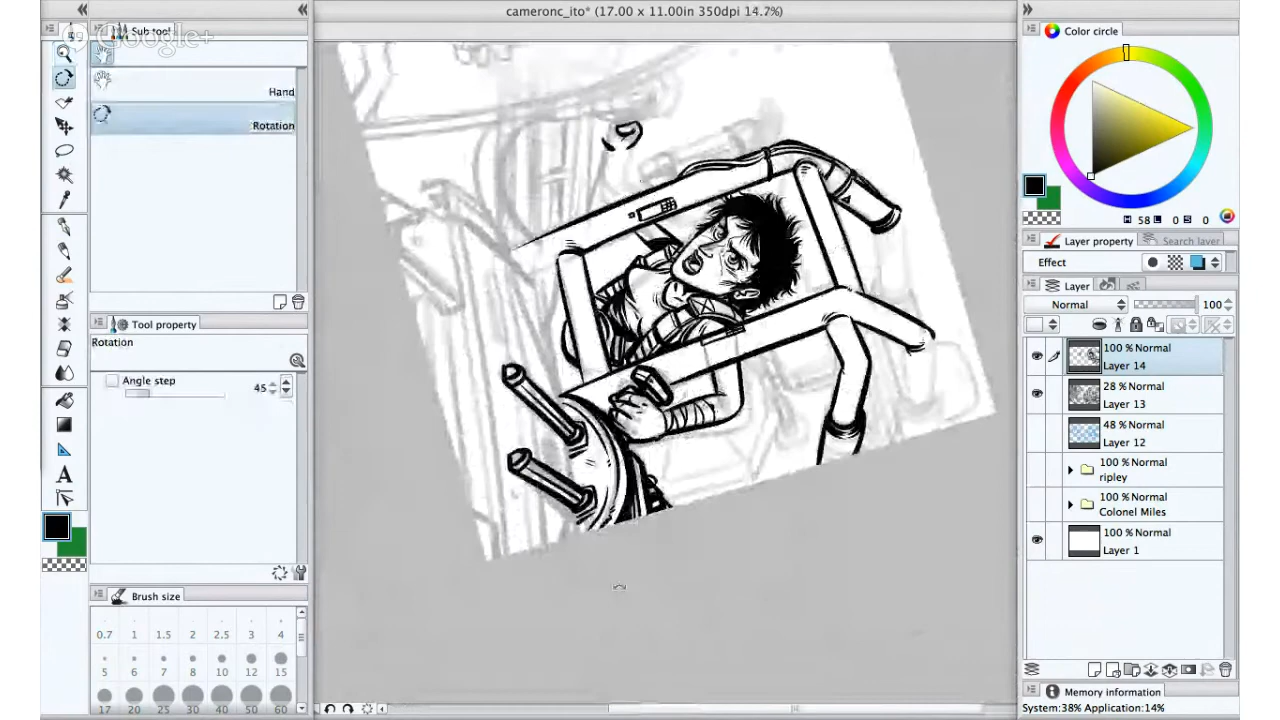 cameronc_ito* (17.00 x 11.00in 350dpi 14.7%)
Google+
Sub tool
Hand
Rotation
Tool property
Rotation
Angle step
45
Brush size
0.7 1 1.5 2 2.5 3 4
5 6 7 8 10 12 15
17 20 25 30 40 50 60
A
Color circle
H 58 L 0 S 0
Layer property
Search layer
Effect
Layer
Normal
100
100 % Normal
Layer 14
28 % Normal
Layer 13
48 % Normal
Layer 12
100 % Normal
ripley
100 % Normal
Colonel Miles
100 % Normal
Layer 1
Memory information
System:38% Application:14%